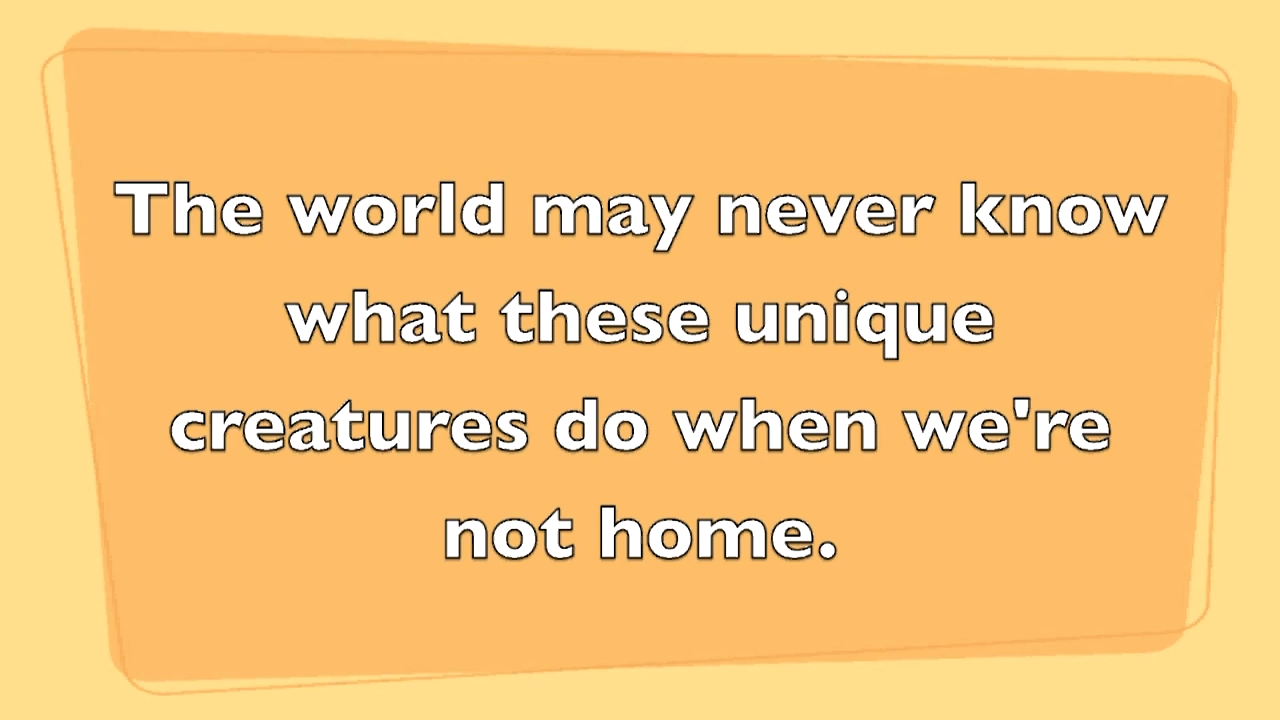 The world may never know
what these unique
creatures do when we're
not home.